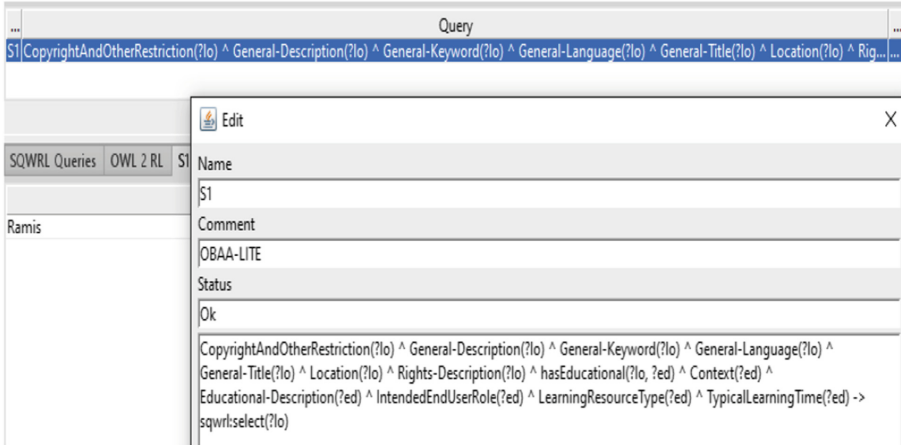 ... Query ...
S1 CopyrightAndOtherRestriction(?lo) ^ General-Description(?lo) ^ General-Keyword(?lo) ^ General-Language(?lo) ^ General-Title(?lo) ^ Location(?lo) ^ Rig... ...
Edit X
SQWRL Queries OWL 2 RL S1
Name
S1
Ramis
Comment
OBAA-LITE
Status
Ok
CopyrightAndOtherRestriction(?lo) ^ General-Description(?lo) ^ General-Keyword(?lo) ^ General-Language(?lo) ^
General-Title(?lo) ^ Location(?lo) ^ Rights-Description(?lo) ^ hasEducational(?lo, ?ed) ^ Context(?ed) ^
Educational-Description(?ed) ^ IntendedEndUserRole(?ed) ^ LearningResourceType(?ed) ^ TypicalLearningTime(?ed) ->
sqwrl:select(?lo)